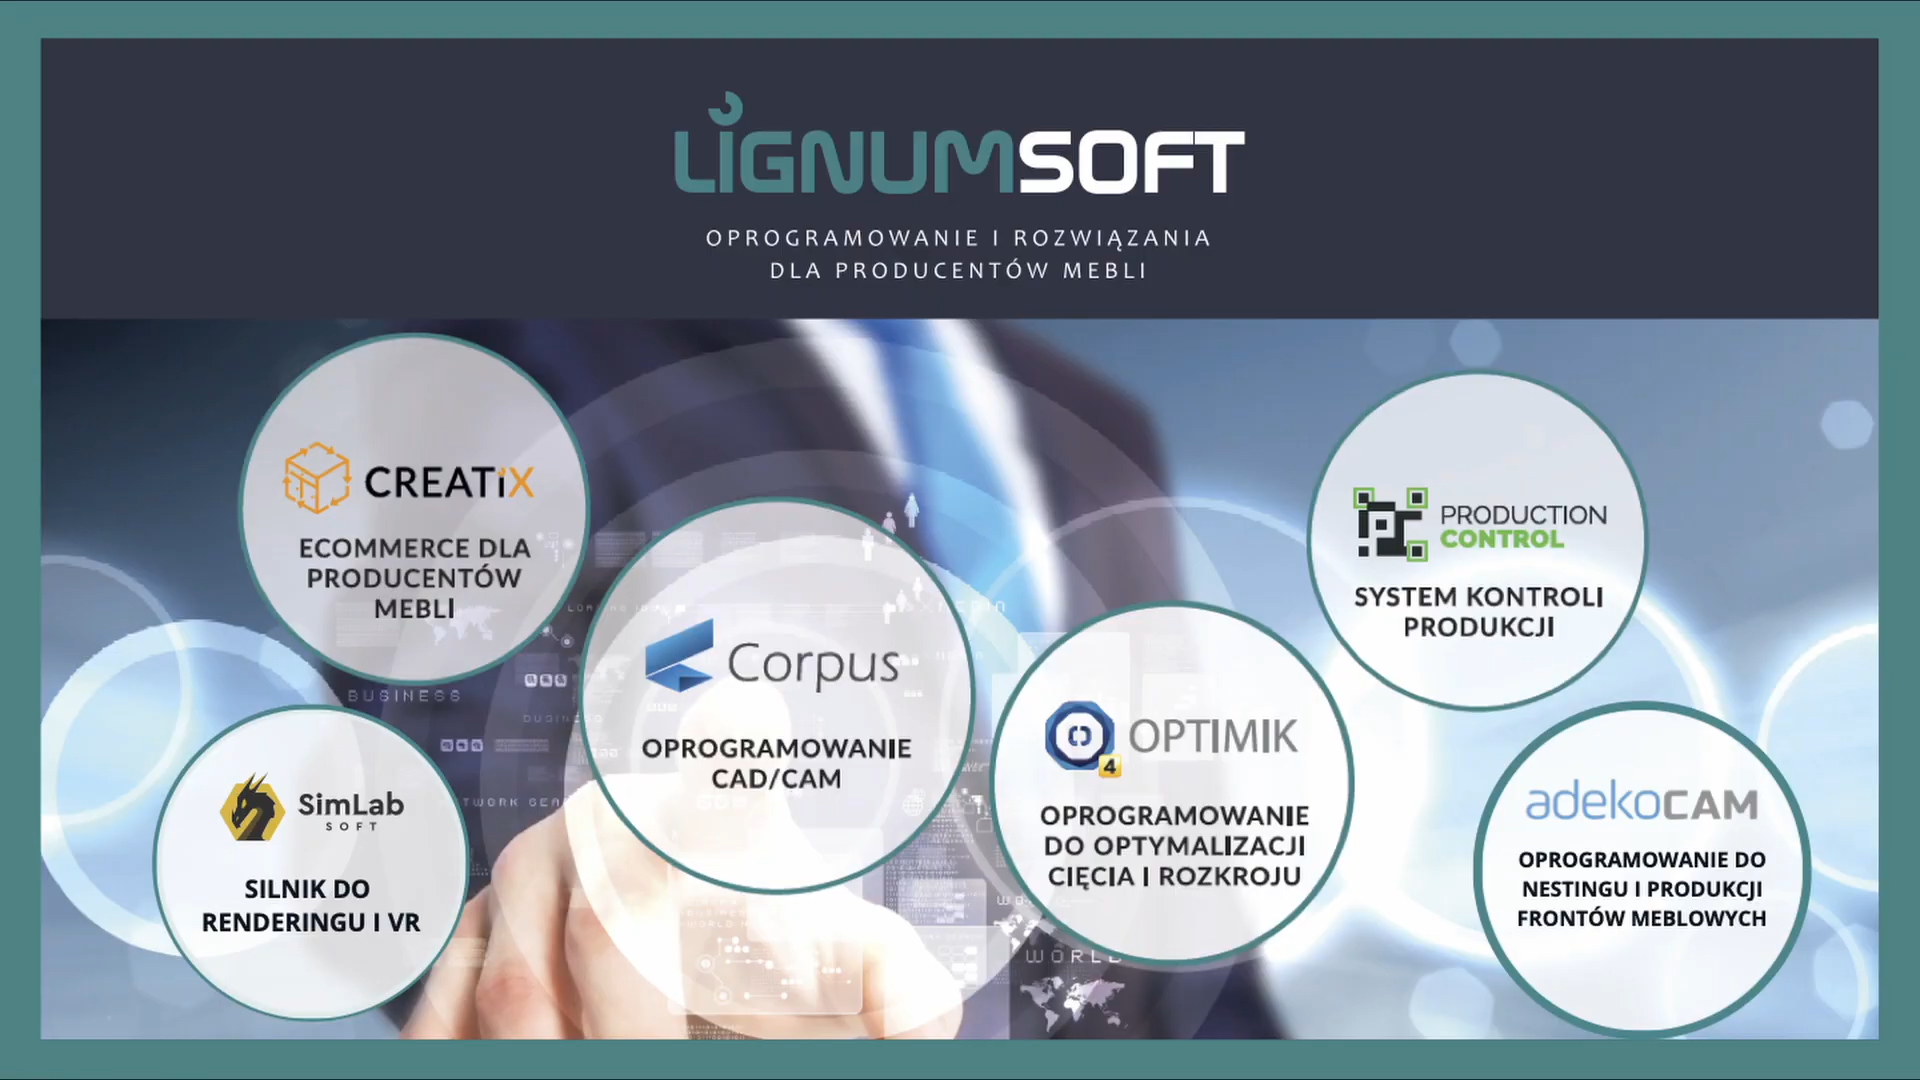 LIGNUMSOFT
OPROGRAMOWANIE I ROZWIĄZANIA
DLA PRODUCENTÓW MEBLI
CREATiX
ECOMMERCE DLA
PRODUCENTÓW
MEBLI
Corpus
OPROGRAMOWANIE
CAD/CAM
PRODUCTION
CONTROL
SYSTEM KONTROLI
PRODUKCJI
SimLab
SOFT
SILNIK DO
RENDERINGU I VR
OPTIMIK
4
OPROGRAMOWANIE
DO OPTYMALIZACJI
CIĘCIA I ROZKROJU
adekoCAM
OPROGRAMOWANIE DO
NESTINGU I PRODUKCJI
FRONTÓW MEBLOWYCH
BUSINESS
WORLD